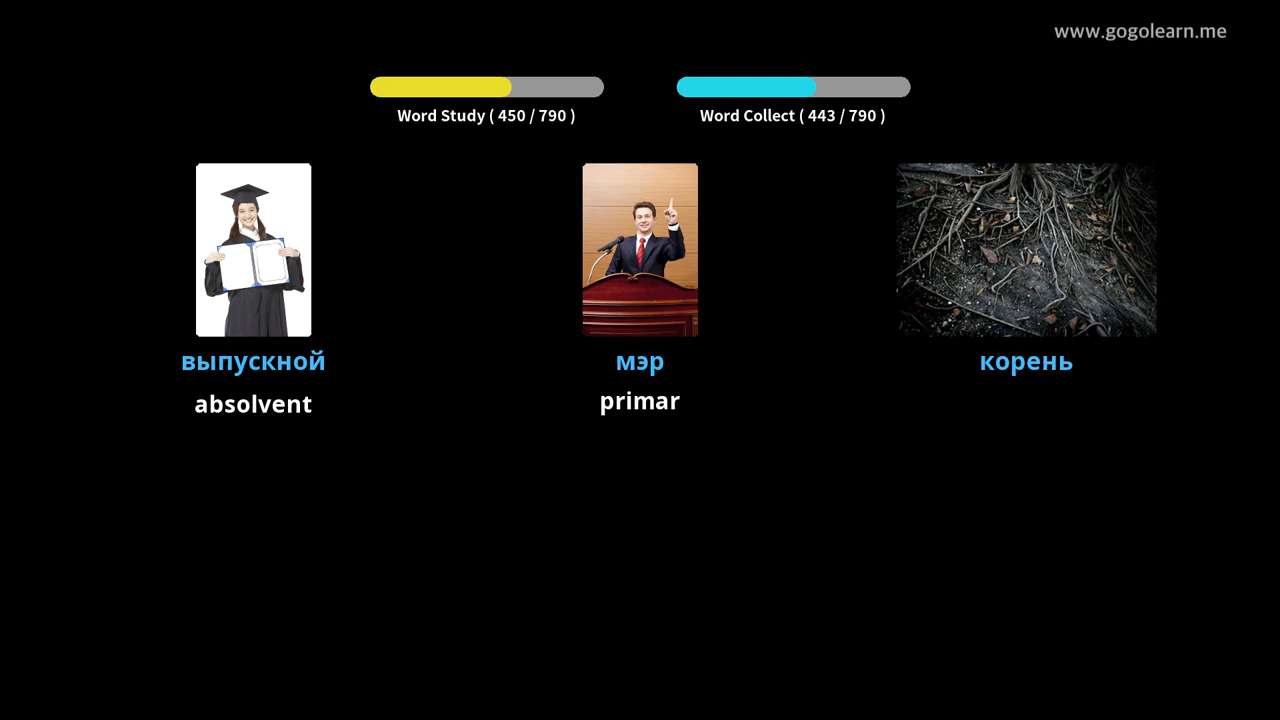 www.gogolearn.me
Word Study ( 450 / 790 )
Word Collect ( 443 / 790 )
выпускной
мэр
корень
absolvent
primar